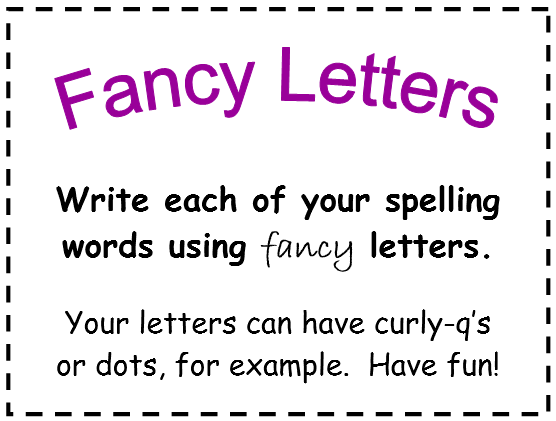 Fancy Letters
Write each of your spelling
words using fancy letters.
Your letters can have curly-q's
or dots, for example.  Have fun!